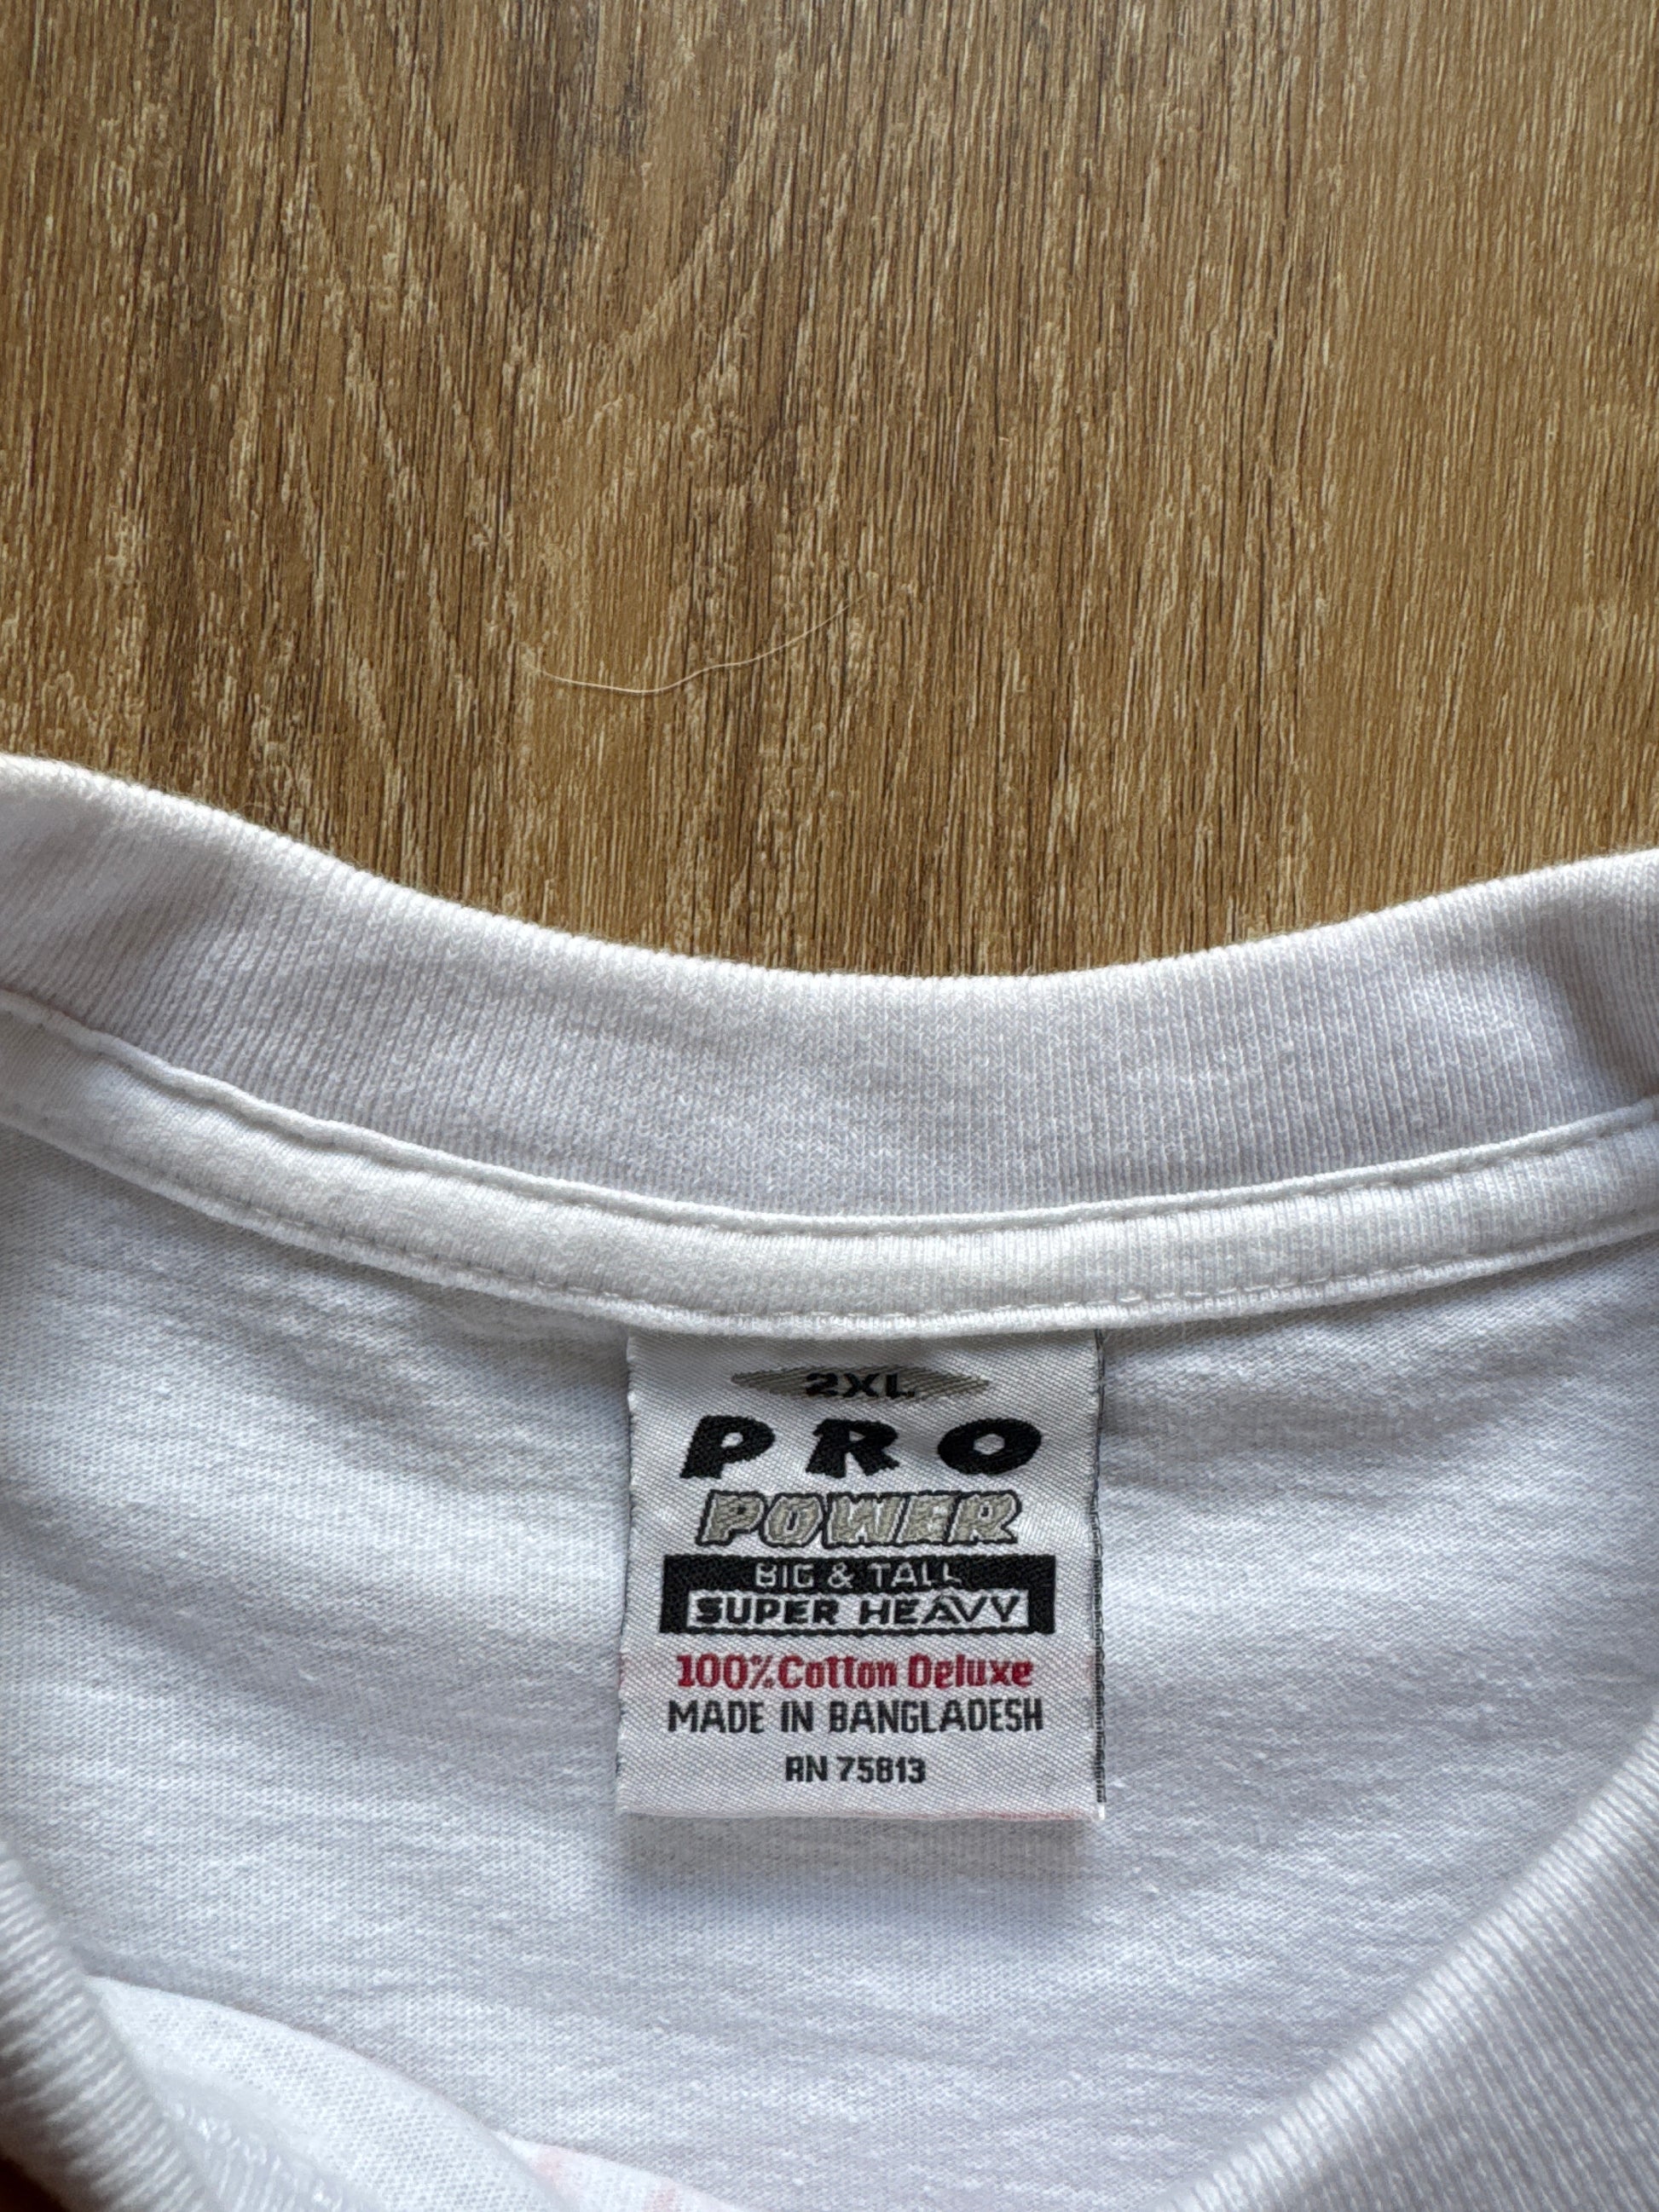 2XL
PRO
POWER
BIG & TALL
SUPER HEAVY
100% Cotton Deluxe
MADE IN BANGLADESH
RN 75813